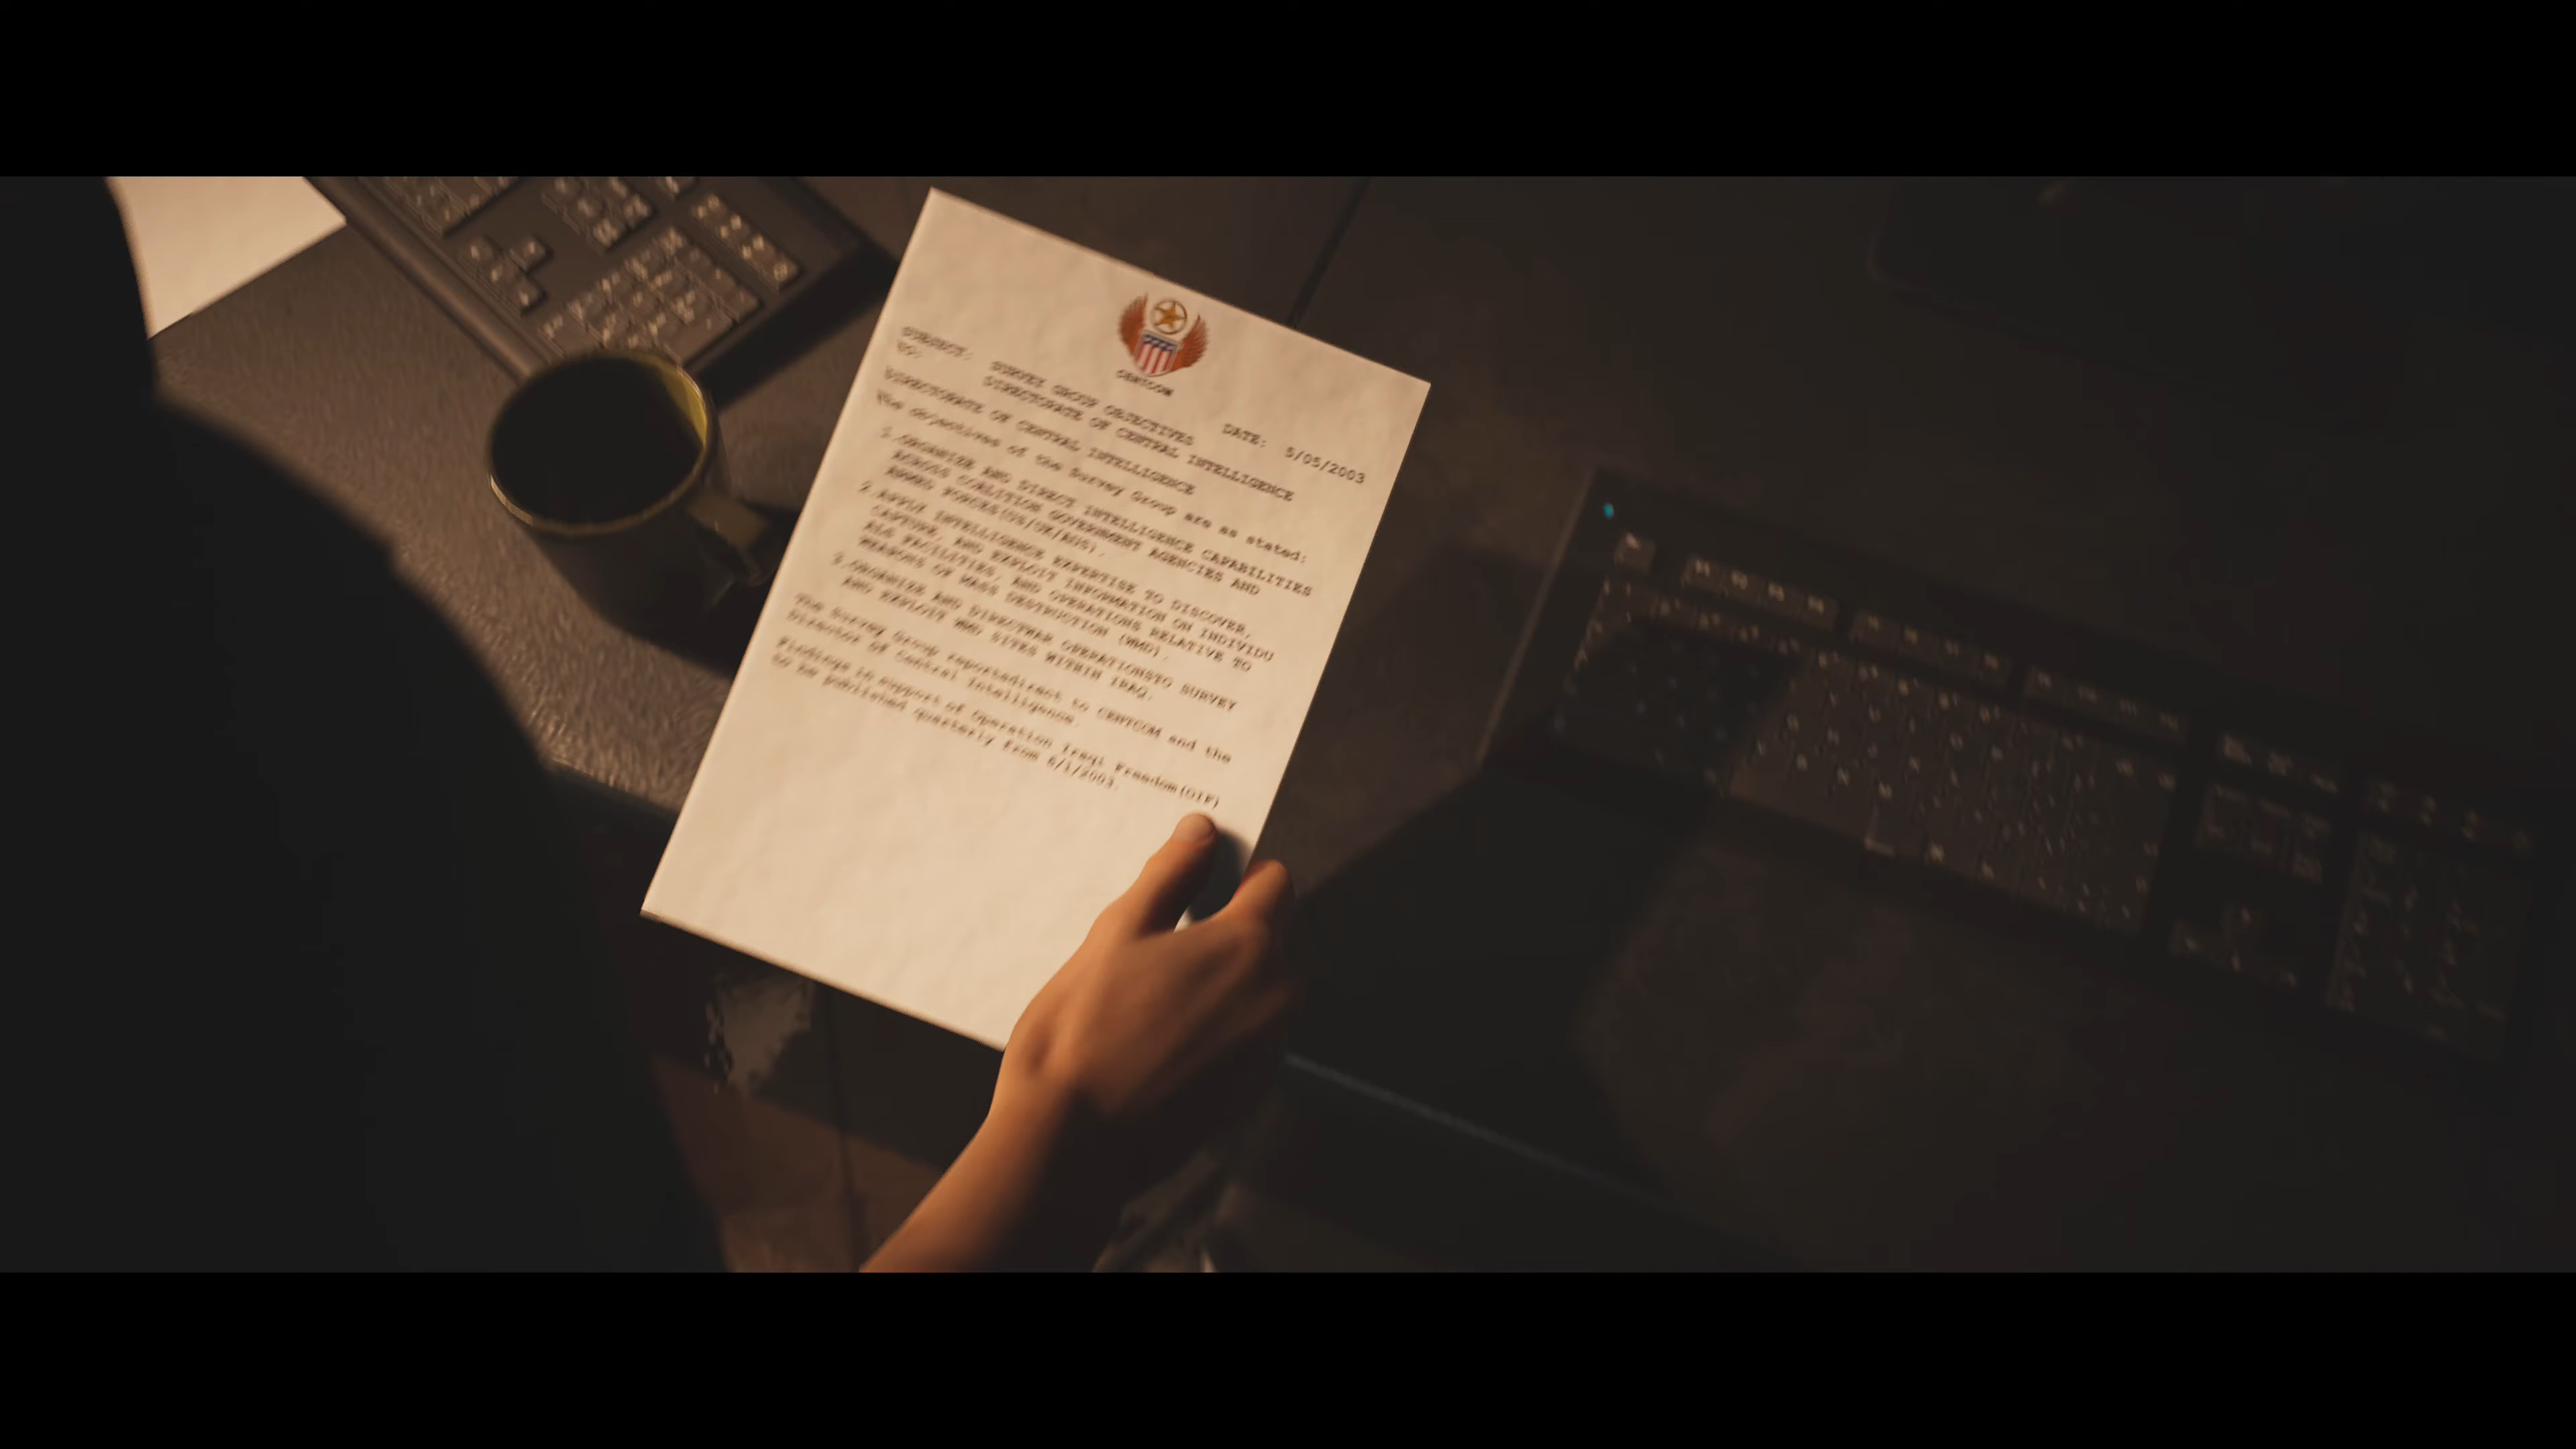 CENTCOM
SUBJECT: SURVEY GROUP OBJECTIVES DATE: 5/05/2003
TO: DIRECTORATE OF CENTRAL INTELLIGENCE
DIRECTORATE OF CENTRAL INTELLIGENCE
The objectives of the Survey Group are as stated:
1.ORGANIZE AND DIRECT INTELLIGENCE CAPABILITIES
ACROSS COALITION GOVERNMENT AGENCIES AND
ARMED FORCES(US/UK/AUS).
2.APPLY INTELLIGENCE EXPERTISE TO DISCOVER,
CAPTURE, AND EXPLOIT INFORMATION ON INDIVIDU
ALS FACILITIES, AND OPERATIONS RELATIVE TO
WEAPONS OF MASS DESTRUCTION (WMD).
3.ORGANIZE AND DIRECTWAR OPERATIONSTO SURVEY
AND EXPLOIT WMD SITES WITHIN IRAQ.
The Survey Group reportsdirect to CENTCOM and the
Director of Central Intelligence.
Findings in support of Operation Iraqi Freedom(OIF)
to be published quarterly from 6/1/2003.